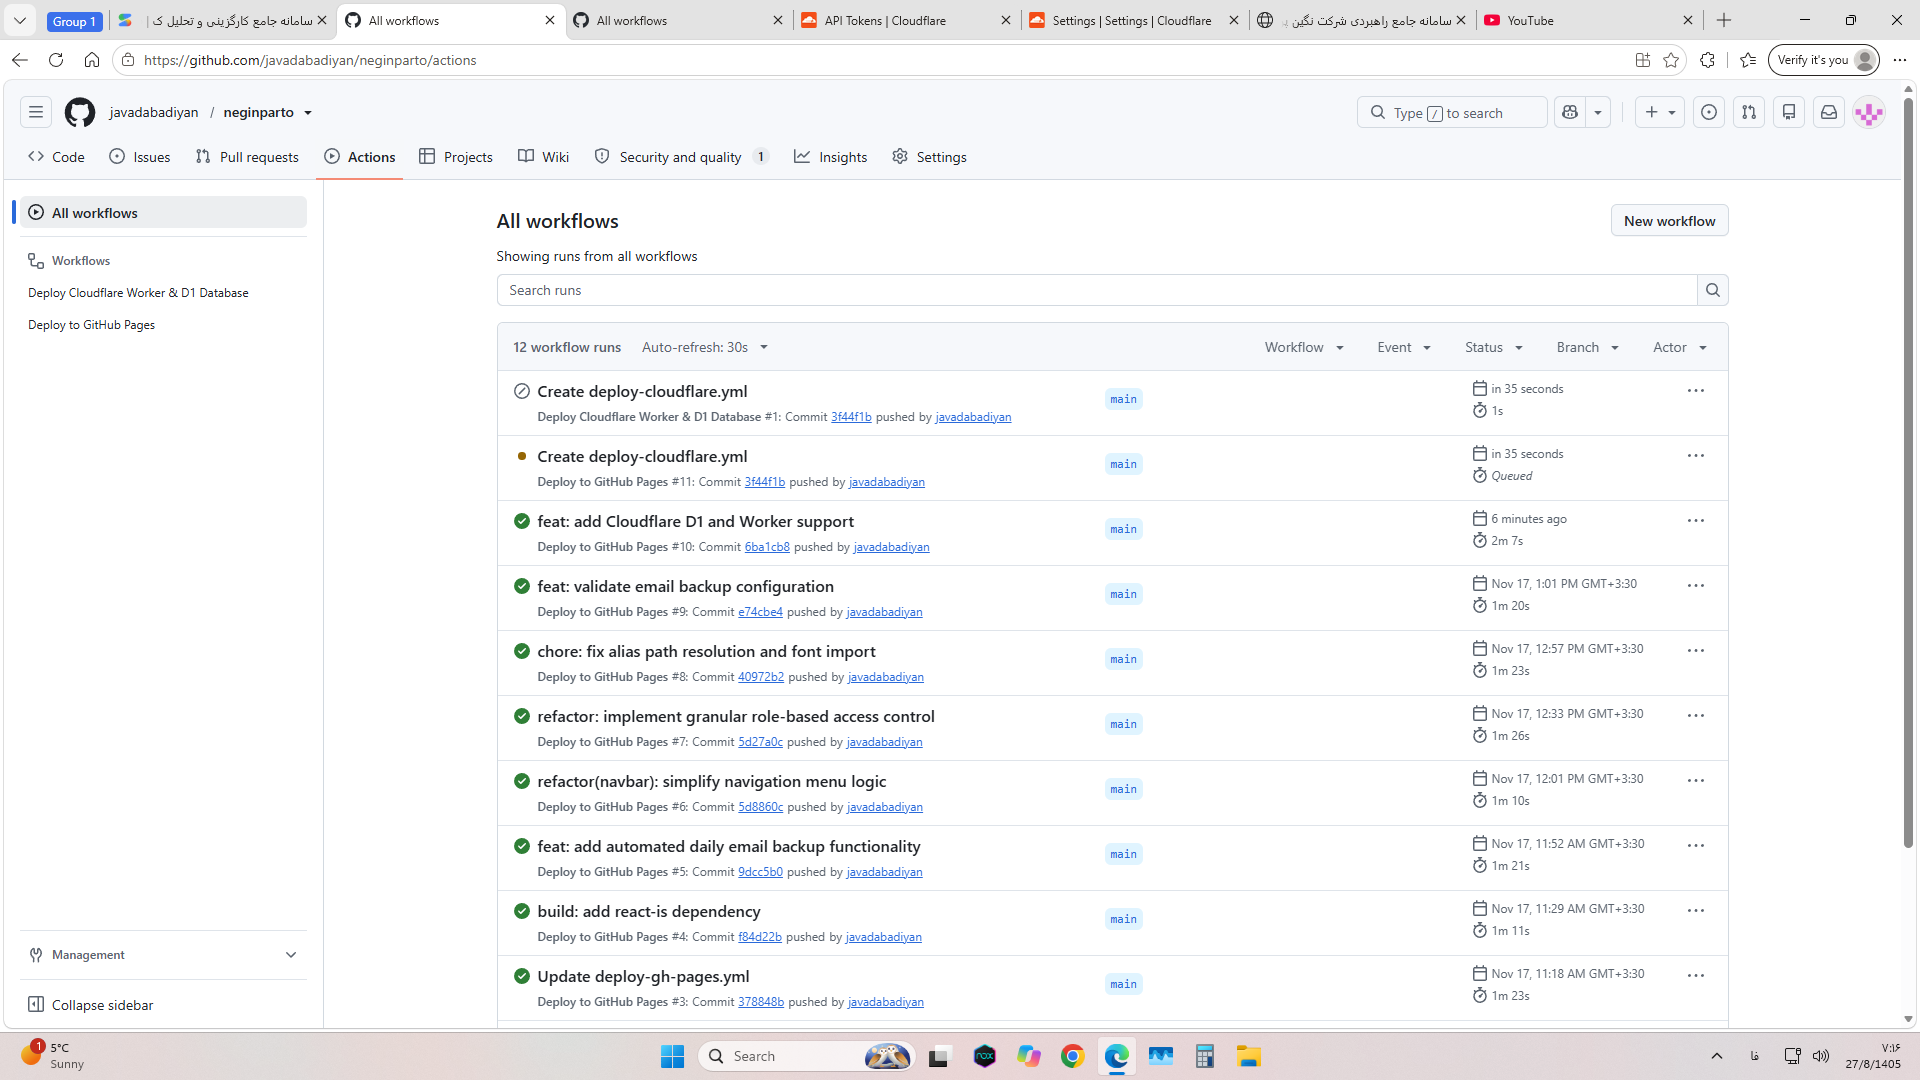 Group 1
سامانه جامع کارگزینی و تحلیل ک
All workflows
All workflows
API Tokens | Cloudflare
Settings | Settings | Cloudflare
سامانه جامع راهبردی شرکت نگین پ
YouTube
https://github.com/javadabadiyan/neginparto/actions
Verify it's you
javadabadiyan / neginparto
Type / to search
Code
Issues
Pull requests
Actions
Projects
Wiki
Security and quality 1
Insights
Settings
All workflows
Workflows
Deploy Cloudflare Worker & D1 Database
Deploy to GitHub Pages
Management
Collapse sidebar
All workflows
New workflow
Showing runs from all workflows
Search runs
12 workflow runs
Auto-refresh: 30s
Workflow
Event
Status
Branch
Actor
Create deploy-cloudflare.yml
Deploy Cloudflare Worker & D1 Database #1: Commit 3f44f1b pushed by javadabadiyan
main
in 35 seconds
1s
Create deploy-cloudflare.yml
Deploy to GitHub Pages #11: Commit 3f44f1b pushed by javadabadiyan
main
in 35 seconds
Queued
feat: add Cloudflare D1 and Worker support
Deploy to GitHub Pages #10: Commit 6ba1cb8 pushed by javadabadiyan
main
6 minutes ago
2m 7s
feat: validate email backup configuration
Deploy to GitHub Pages #9: Commit e74cbe4 pushed by javadabadiyan
main
Nov 17, 1:01 PM GMT+3:30
1m 20s
chore: fix alias path resolution and font import
Deploy to GitHub Pages #8: Commit 40972b2 pushed by javadabadiyan
main
Nov 17, 12:57 PM GMT+3:30
1m 23s
refactor: implement granular role-based access control
Deploy to GitHub Pages #7: Commit 5d27a0c pushed by javadabadiyan
main
Nov 17, 12:33 PM GMT+3:30
1m 26s
refactor(navbar): simplify navigation menu logic
Deploy to GitHub Pages #6: Commit 5d8860c pushed by javadabadiyan
main
Nov 17, 12:01 PM GMT+3:30
1m 10s
feat: add automated daily email backup functionality
Deploy to GitHub Pages #5: Commit 9dcc5b0 pushed by javadabadiyan
main
Nov 17, 11:52 AM GMT+3:30
1m 21s
build: add react-is dependency
Deploy to GitHub Pages #4: Commit f84d22b pushed by javadabadiyan
main
Nov 17, 11:29 AM GMT+3:30
1m 11s
Update deploy-gh-pages.yml
Deploy to GitHub Pages #3: Commit 378848b pushed by javadabadiyan
main
Nov 17, 11:18 AM GMT+3:30
1m 23s
1
5°C
Sunny
Search
nox
فا
۷:۱۶
27/8/1405